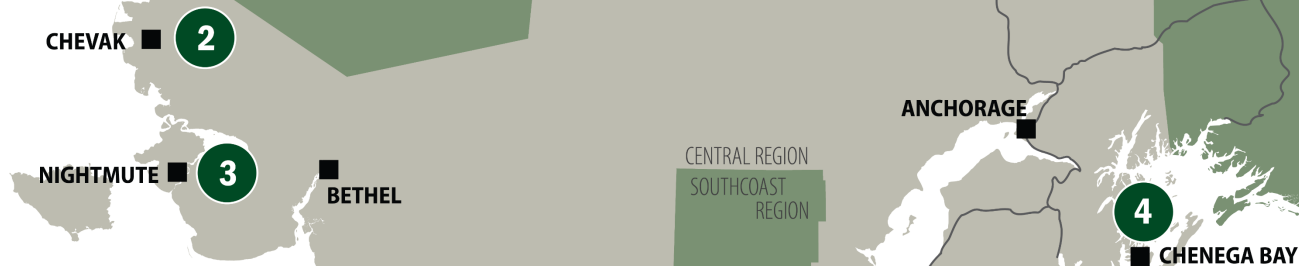 CHEVAK
2
ANCHORAGE
CENTRAL REGION
NIGHTMUTE
3
BETHEL
SOUTHCOAST
REGION
4
CHENEGA BAY